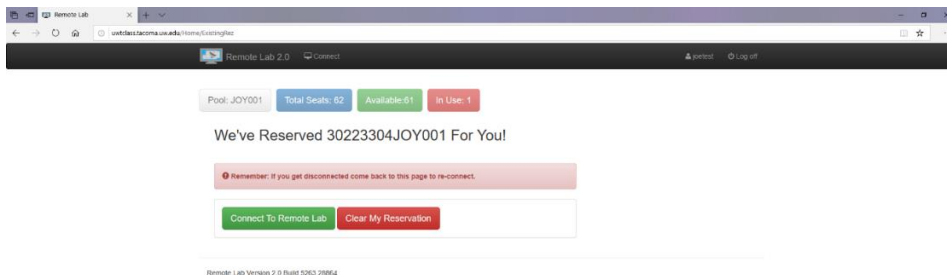 Remote Lab
uwtclass.tacoma.uw.edu/Home/ExistingRez
Remote Lab 2.0 Connect joetest Log off
Pool: JOY001 Total Seats: 62 Available:61 In Use: 1
We've Reserved 30223304JOY001 For You!
Remember: If you get disconnected come back to this page to re-connect.
Connect To Remote Lab Clear My Reservation
Remote Lab Version 2.0 Build 5263.28864